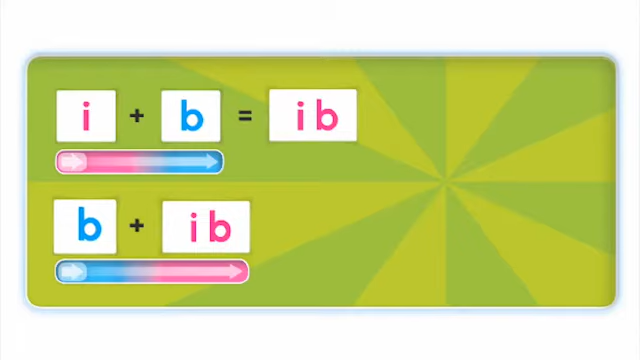 i + b = ib
b + ib